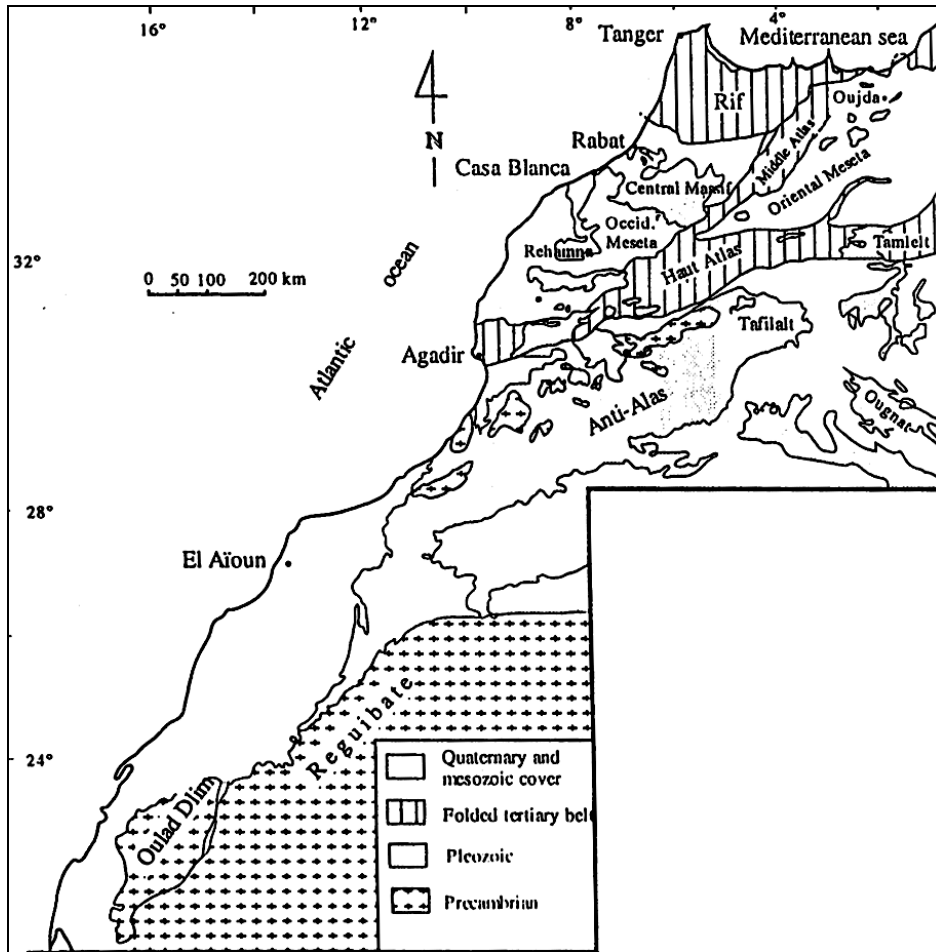 16°
12°
8°
4°
Tanger
Mediterranean sea
Rif
Oujda
Rabat
Middle Atlas
N
Casa Blanca
Central Massif
Oriental Meseta
Occid.
Meseta
Rehamna
Tamlelt
32°
ocean
Haut Atlas
0 50 100 200 km
Tafilalt
Atlantic
Agadir
Anti-Alas
Ougnat
28°
El Aïoun
Reguibate
24°
Oulad Dlim
Quaternary and
mesozoic cover
Folded tertiary belt
Pleozoic
Precambrian